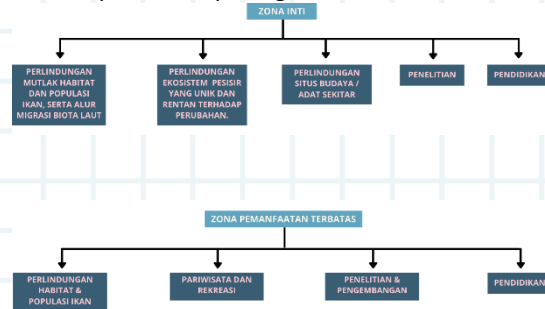 ZONA INTI
PERLINDUNGAN
MUTLAK HABITAT
DAN POPULASI
IKAN, SERTA ALUR
MIGRASI BIOTA LAUT
PERLINDUNGAN
EKOSISTEM PESISIR
YANG UNIK DAN
RENTAN TERHADAP
PERUBAHAN.
PERLINDUNGAN
SITUS BUDAYA /
ADAT SEKITAR
PENELITIAN
PENDIDIKAN
ZONA PEMANFAATAN TERBATAS
PERLINDUNGAN
HABITAT &
POPULASI IKAN
PARIWISATA DAN
REKREASI
PENELITIAN &
PENGEMBANGAN
PENDIDIKAN